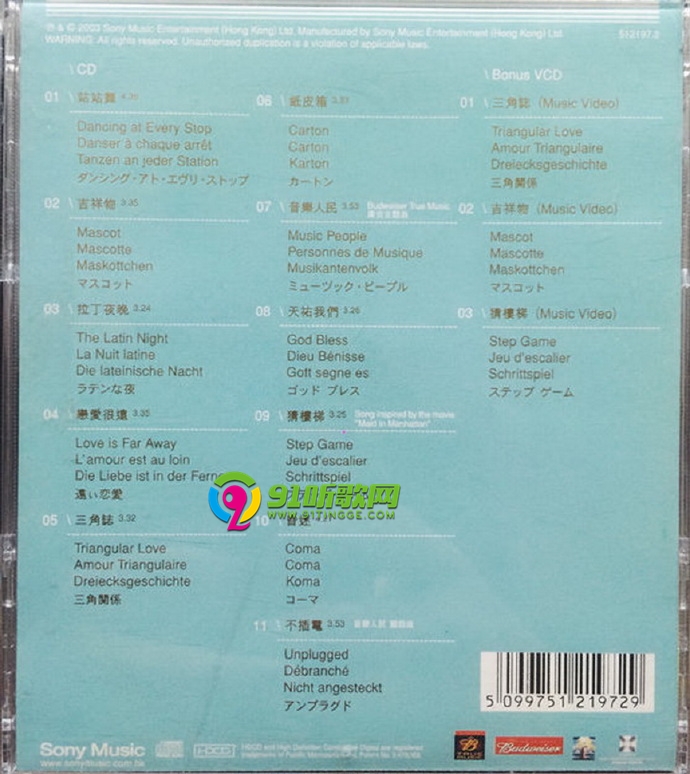 ℗ & © 2003 Sony Music Entertainment (Hong Kong) Ltd. Manufactured by Sony Music Entertainment (Hong Kong) Ltd.
512197.2
WARNING: All rights reserved. Unauthorized duplication is a violation of applicable laws.
\ CD
01 \ 站站舞
Dancing at Every Stop
Danser à chaque arrêt
Tanzen an jeder Station
ダンシング・アト・エヴリ・ストップ
02 \ 吉祥物 3.35
Mascot
Mascotte
Maskottchen
マスコット
03 \ 拉丁夜晚 3.24
The Latin Night
La Nuit latine
Die lateinische Nacht
ラテンな夜
04 \ 戀愛很遠 3.35
Love is Far Away
L'amour est au loin
Die Liebe ist in der Ferne
遠い恋愛
05 \ 三角誌 3.32
Triangular Love
Amour Triangulaire
Dreiecksgeschichte
三角関係
06 \ 紙皮箱
Carton
Carton
Karton
カートン
07 \ 音樂人民 3.53 Budweiser True Music
Music People
Personnes de Musique
Musikantenvolk
ミューヅック・ピープル
08 \ 天祐我們 3.26
God Bless
Dieu Bénisse
Gott segne es
ゴッド ブレス
09 \ 猜樓梯 3.25 Song inspired by the movie
"Maid in Manhattan"
Step Game
Jeu d'escalier
Schrittspiel
10
Coma
Coma
Koma
コーマ
11 \ 不插電 3.53 音樂人民
Unplugged
Débranché
Nicht angesteckt
アンプラグド
\ Bonus VCD
01 \ 三角誌 (Music Video)
Triangular Love
Amour Triangulaire
Dreiecksgeschichte
三角関係
02 \ 吉祥物 (Music Video)
Mascot
Mascotte
Maskottchen
マスコット
03 \ 猜樓梯 (Music Video)
Step Game
Jeu d'escalier
Schrittspiel
ステップ ゲーム
91听歌网
WWW.91TINGGE.COM
5 099751 219729
Sony Music
www.sonymusic.com.hk
HDCD
TRUE MUSIC
Budweiser